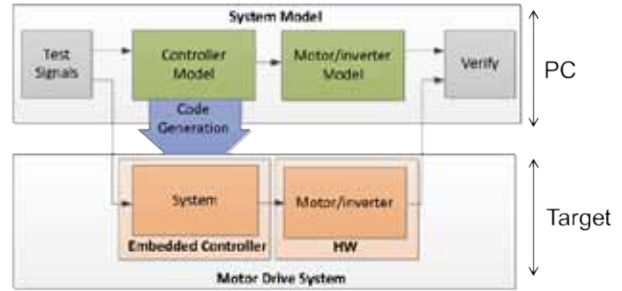 System Model
Test
Signals
Controller
Model
Motor/inverter
Model
Verify
PC
Code
Generation
System
Motor/inverter
Embedded Controller
HW
Motor Drive System
Target